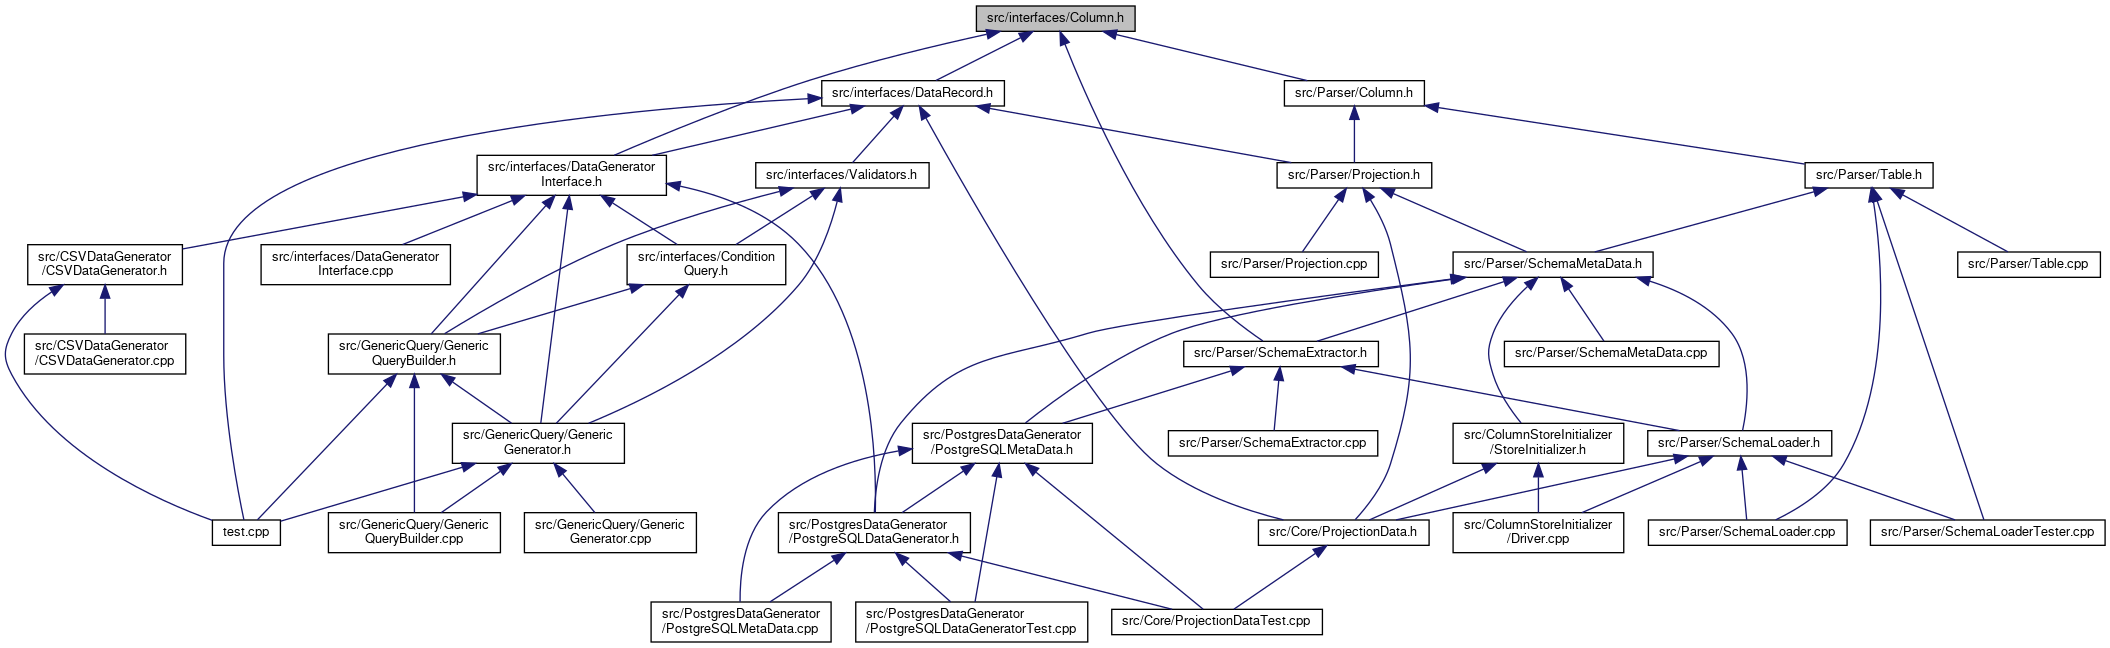 src/interfaces/Column.h
src/interfaces/DataRecord.h
src/Parser/Column.h
src/interfaces/DataGenerator
Interface.h
src/interfaces/Validators.h
src/Parser/Projection.h
src/Parser/Table.h
src/CSVDataGenerator
/CSVDataGenerator.h
src/interfaces/DataGenerator
Interface.cpp
src/interfaces/Condition
Query.h
src/Parser/Projection.cpp
src/Parser/SchemaMetaData.h
src/Parser/Table.cpp
src/CSVDataGenerator
/CSVDataGenerator.cpp
src/GenericQuery/Generic
QueryBuilder.h
src/Parser/SchemaExtractor.h
src/Parser/SchemaMetaData.cpp
src/GenericQuery/Generic
Generator.h
src/PostgresDataGenerator
/PostgreSQLMetaData.h
src/Parser/SchemaExtractor.cpp
src/ColumnStoreInitializer
/StoreInitializer.h
src/Parser/SchemaLoader.h
test.cpp
src/GenericQuery/Generic
QueryBuilder.cpp
src/GenericQuery/Generic
Generator.cpp
src/PostgresDataGenerator
/PostgreSQLDataGenerator.h
src/Core/ProjectionData.h
src/ColumnStoreInitializer
/Driver.cpp
src/Parser/SchemaLoader.cpp
src/Parser/SchemaLoaderTester.cpp
src/PostgresDataGenerator
/PostgreSQLMetaData.cpp
src/PostgresDataGenerator
/PostgreSQLDataGeneratorTest.cpp
src/Core/ProjectionDataTest.cpp